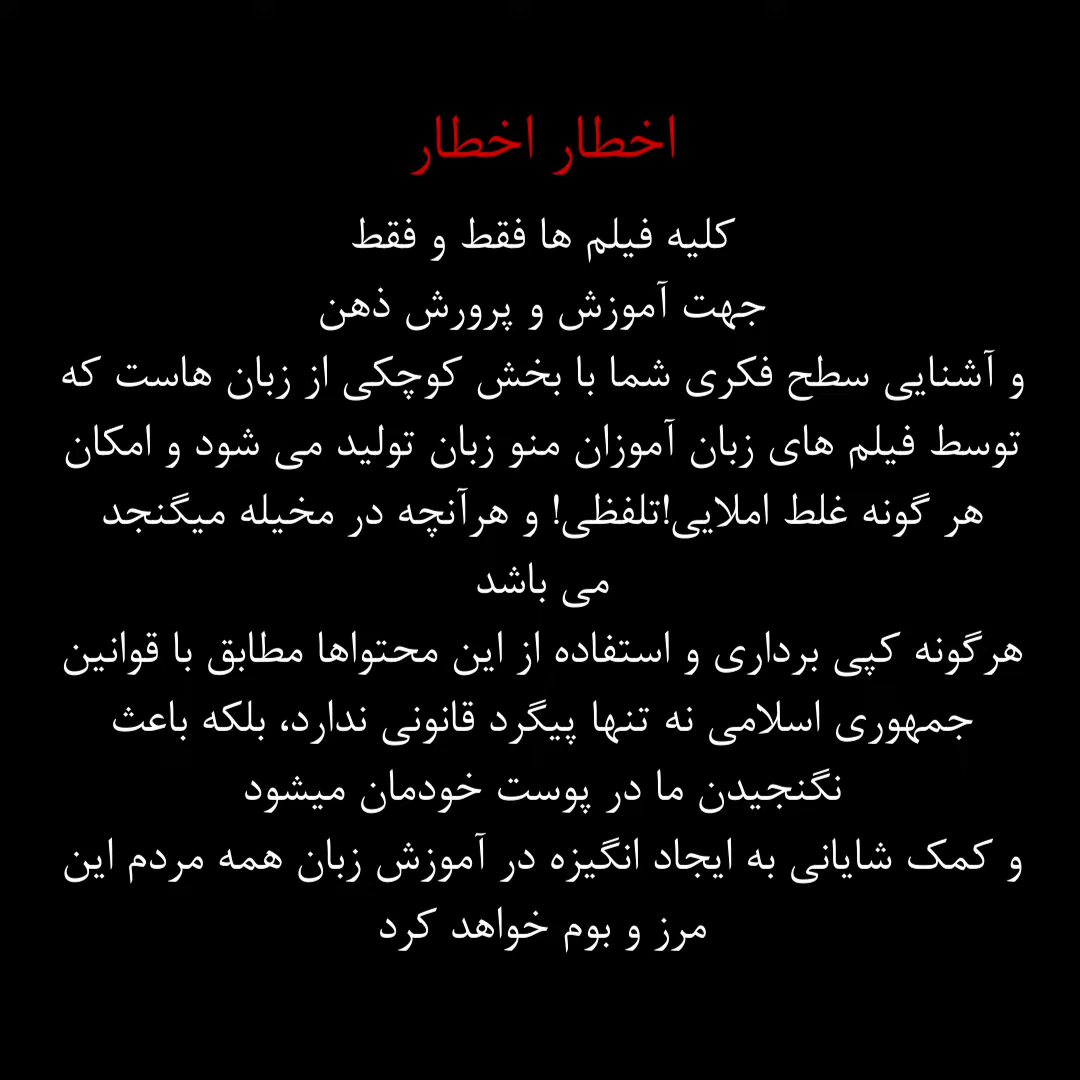 اخطار اخطار
کلیه فیلم ها فقط و فقط
جهت آموزش و پرورش ذهن
و آشنایی سطح فکری شما با بخش کوچکی از زبان هاست که
توسط فیلم های زبان آموزان منو زبان تولید می شود و امکان
هر گونه غلط املایی!تلفظی! و هرآنچه در مخیله میگنجد
می باشد
هرگونه کپی برداری و استفاده از این محتواها مطابق با قوانین
جمهوری اسلامی نه تنها پیگرد قانونی ندارد، بلکه باعث
نگنجیدن ما در پوست خودمان میشود
و کمک شایانی به ایجاد انگیزه در آموزش زبان همه مردم این
مرز و بوم خواهد کرد